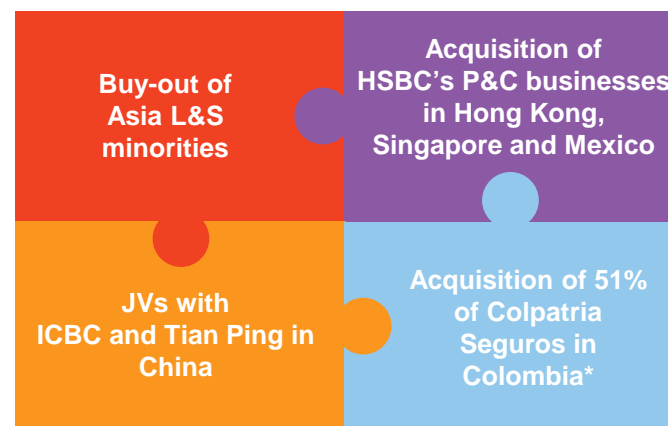 Buy-out of
Asia L&S
minorities
Acquisition of
HSBC's P&C businesses
in Hong Kong,
Singapore and Mexico
JVs with
ICBC and Tian Ping in
China
Acquisition of 51%
of Colpatria
Seguros in
Colombia*